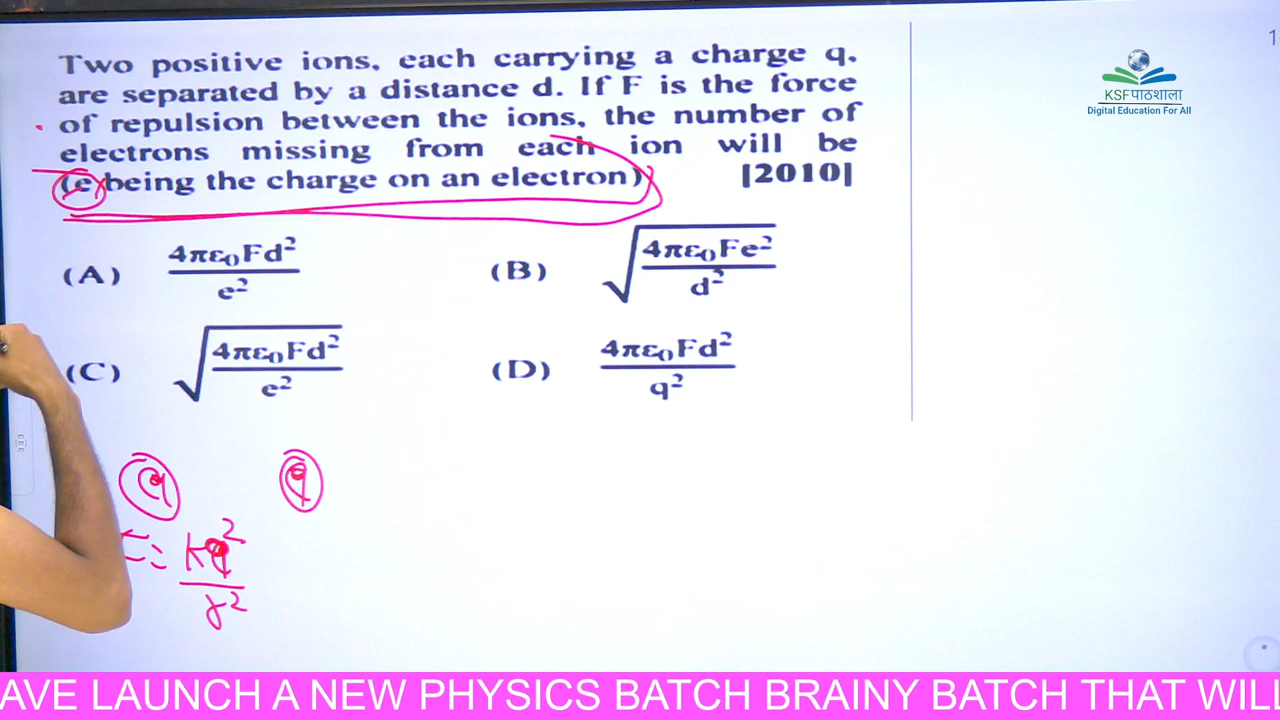 Two positive ions, each carrying a charge q,
are separated by a distance d. If F is the force
of repulsion between the ions, the number of
electrons missing from each ion will be
(e being the charge on an electron) [2010]
(A) 4πε₀Fd² / e²
(B) √(4πε₀Fe² / d²)
(C) √(4πε₀Fd² / e²)
(D) 4πε₀Fd² / q²
q q
F = kq² / r²
1
KSFपाठशाला
Digital Education For All
AVE LAUNCH A NEW PHYSICS BATCH BRAINY BATCH THAT WILL